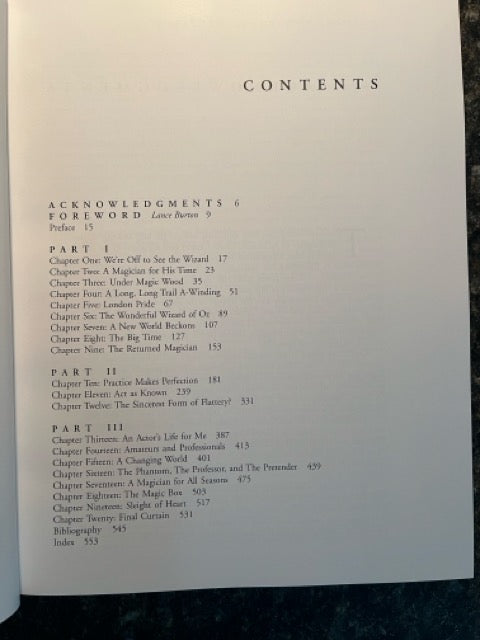 CONTENTS
ACKNOWLEDGMENTS 6
FOREWORD Lance Burton 9
Preface 15
PART I
Chapter One: We're Off to See the Wizard 17
Chapter Two: A Magician for His Time 23
Chapter Three: Under Magic Wood 35
Chapter Four: A Long, Long Trail A-Winding 51
Chapter Five: London Pride 67
Chapter Six: The Wonderful Wizard of Oz 89
Chapter Seven: A New World Beckons 107
Chapter Eight: The Big Time 127
Chapter Nine: The Returned Magician 153
PART II
Chapter Ten: Practice Makes Perfection 181
Chapter Eleven: Act as Known 239
Chapter Twelve: The Sincerest Form of Flattery? 331
PART III
Chapter Thirteen: An Actor's Life for Me 387
Chapter Fourteen: Amateurs and Professionals 413
Chapter Fifteen: A Changing World 401
Chapter Sixteen: The Phantom, The Professor, and The Pretender 439
Chapter Seventeen: A Magician for All Seasons 475
Chapter Eighteen: The Magic Box 503
Chapter Nineteen: Sleight of Heart 517
Chapter Twenty: Final Curtain 531
Bibliography 545
Index 553